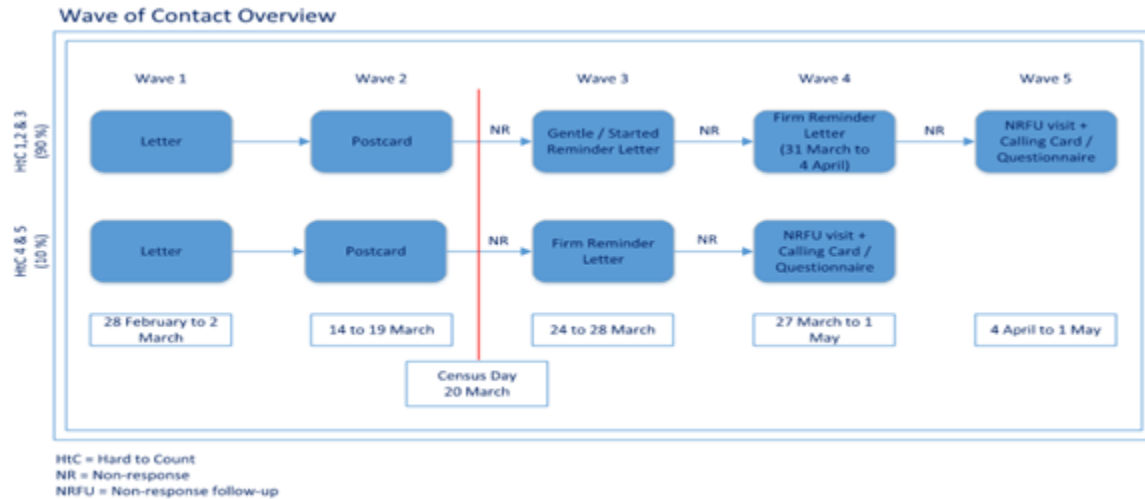 Wave of Contact Overview
Wave 1
Wave 2
Wave 3
Wave 4
Wave 5
HtC 1,2 & 3
(90 %)
Letter
Postcard
NR
Gentle / Started
Reminder Letter
NR
Firm Reminder
Letter
(31 March to
4 April)
NR
NRFU visit +
Calling Card /
Questionnaire
HtC 4 & 5
(10 %)
Letter
Postcard
NR
Firm Reminder
Letter
NR
NRFU visit +
Calling Card /
Questionnaire
28 February to 2
March
14 to 19 March
24 to 28 March
27 March to 1
May
4 April to 1 May
Census Day
20 March
HtC = Hard to Count
NR = Non-response
NRFU = Non-response follow-up